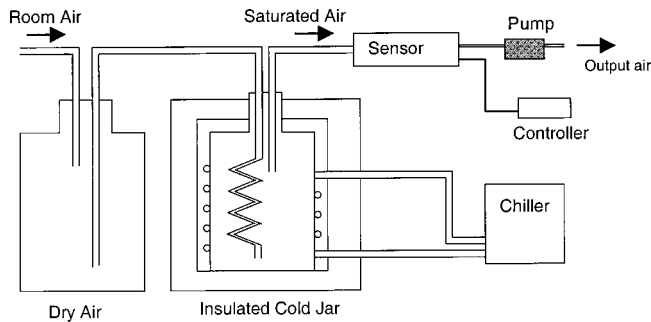 Room Air
Saturated Air
Sensor
Pump
Output air
Controller
Chiller
Dry Air
Insulated Cold Jar